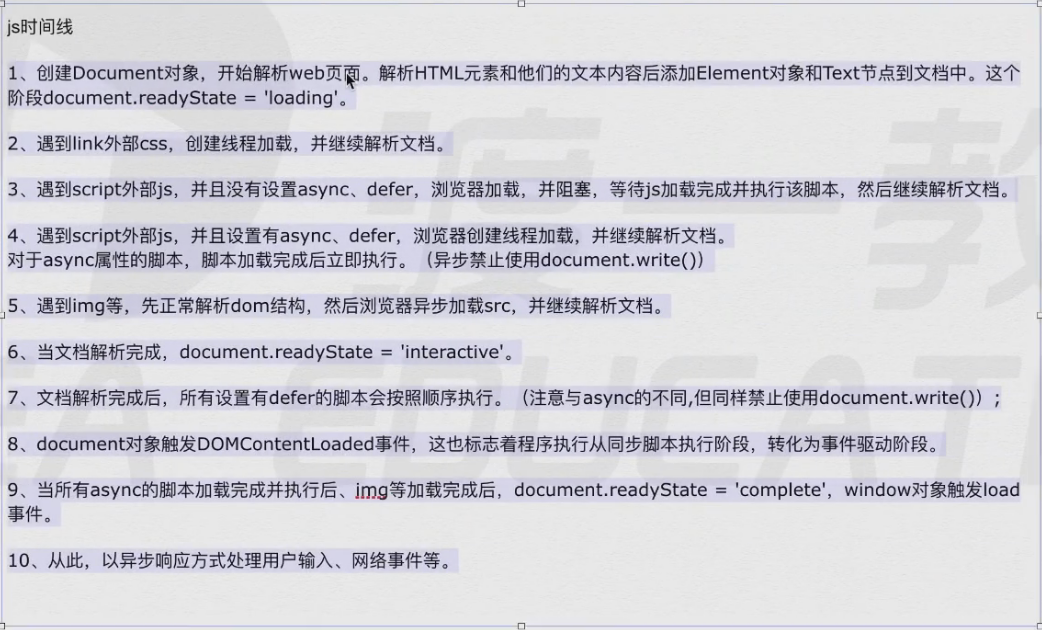 js时间线
1、创建Document对象，开始解析web页面。解析HTML元素和他们的文本内容后添加Element对象和Text节点到文档中。这个
阶段document.readyState = 'loading'。
2、遇到link外部css，创建线程加载，并继续解析文档。
3、遇到script外部js，并且没有设置async、defer，浏览器加载，并阻塞，等待js加载完成并执行该脚本，然后继续解析文档。
4、遇到script外部js，并且设置有async、defer，浏览器创建线程加载，并继续解析文档。
对于async属性的脚本，脚本加载完成后立即执行。（异步禁止使用document.write()）
5、遇到img等，先正常解析dom结构，然后浏览器异步加载src，并继续解析文档。
6、当文档解析完成，document.readyState = 'interactive'。
7、文档解析完成后，所有设置有defer的脚本会按照顺序执行。（注意与async的不同,但同样禁止使用document.write()）;
8、document对象触发DOMContentLoaded事件，这也标志着程序执行从同步脚本执行阶段，转化为事件驱动阶段。
9、当所有async的脚本加载完成并执行后、img等加载完成后，document.readyState = 'complete'，window对象触发load
事件。
10、从此，以异步响应方式处理用户输入、网络事件等。
渡一教
EDUCATI